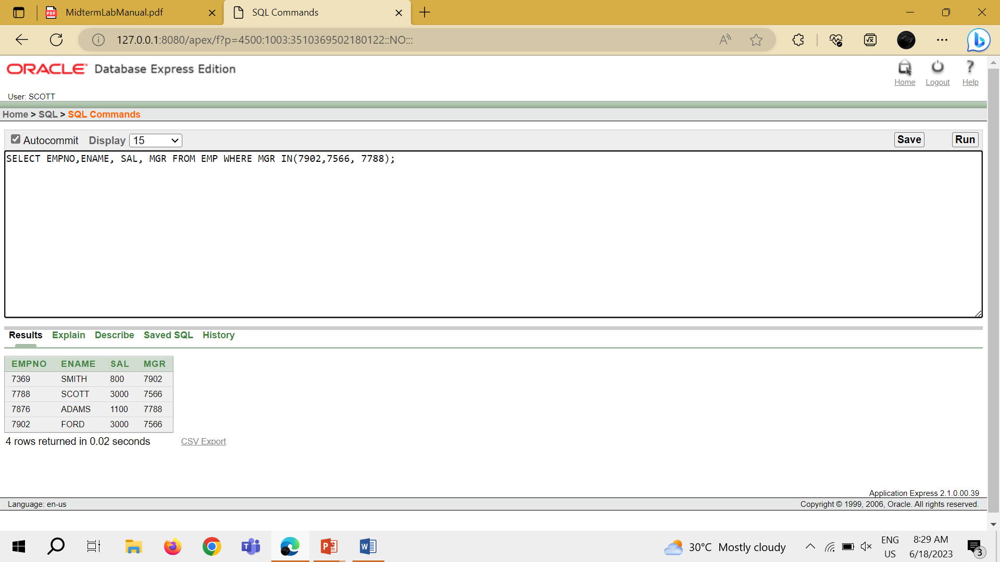 MidtermLabManual.pdf
SQL Commands
127.0.0.1:8080/apex/f?p=4500:1003:3510369502180122::NO:::
ORACLE Database Express Edition
Home
Logout
Help
User: SCOTT
Home > SQL > SQL Commands
Autocommit
Display 15
Save
Run
SELECT EMPNO,ENAME, SAL, MGR FROM EMP WHERE MGR IN(7902,7566, 7788);
Results Explain Describe Saved SQL History
EMPNO ENAME SAL MGR
7369 SMITH 800 7902
7788 SCOTT 3000 7566
7876 ADAMS 1100 7788
7902 FORD 3000 7566
4 rows returned in 0.02 seconds
CSV Export
Application Express 2.1.0.00.39
Language: en-us
Copyright © 1999, 2006, Oracle. All rights reserved.
30°C Mostly cloudy
ENG
US
8:29 AM
6/18/2023
3